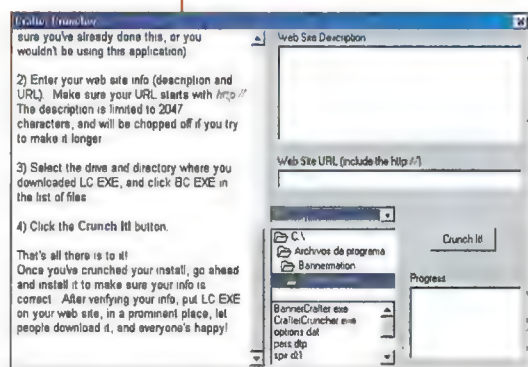 Crafter Cruncher
sure you've already done this, or you
wouldn't be using this application)
2) Enter your web site info (description and
URL). Make sure your URL starts with http://
The description is limited to 2047
characters, and will be chopped off if you try
to make it longer
3) Select the drive and directory where you
downloaded LC EXE, and click BC EXE in
the list of files
4) Click the Crunch It! button.
That's all there is to it!
Once you've crunched your install, go ahead
and install it to make sure your info is
correct. After verifying your info, put LC EXE
on your web site, in a prominent place, let
people download it, and everyone's happy!
Web Site Description
Web Site URL (include the http://)
C:\
Archivos de programa
Bannermation
BannerCrafter.exe
CrafterCruncher.exe
options.dat
pars.dtp
Crunch It!
Progress